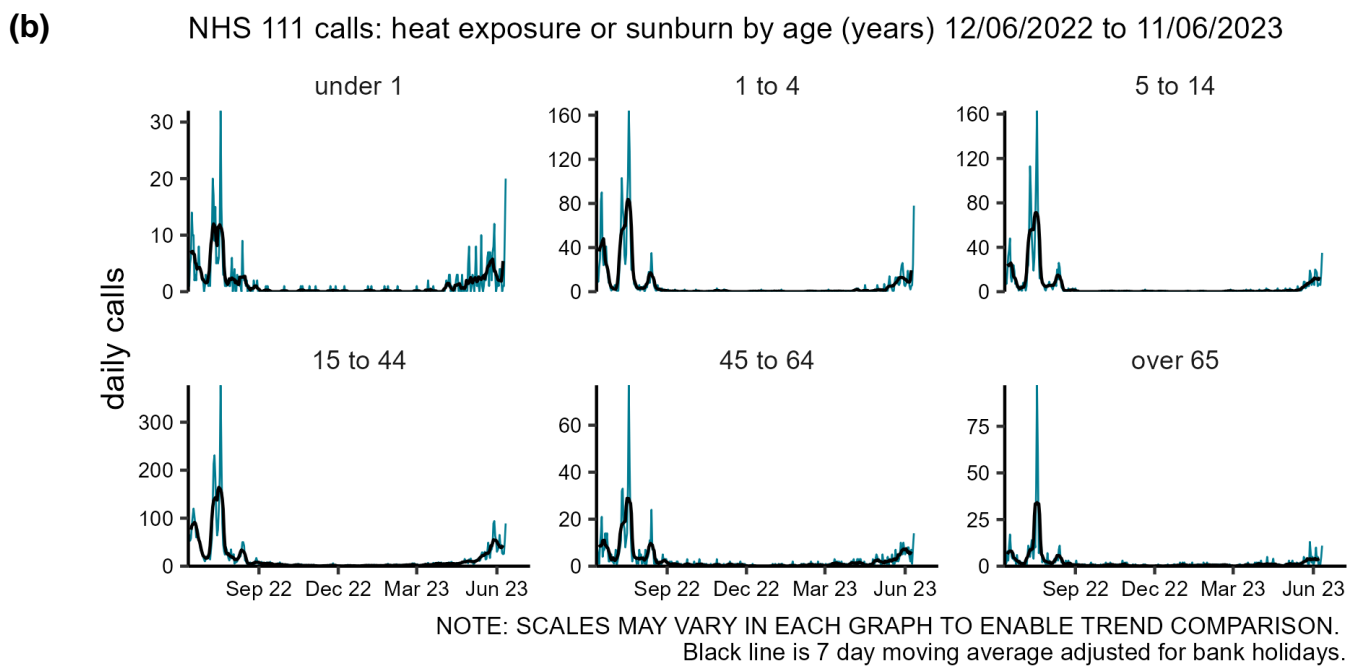 (b)
NHS 111 calls: heat exposure or sunburn by age (years) 12/06/2022 to 11/06/2023
under 1
1 to 4
5 to 14
30
20
10
0
160
120
80
40
0
160
120
80
40
0
daily calls
15 to 44
45 to 64
over 65
300
200
100
0
60
40
20
0
75
50
25
0
Sep 22 Dec 22 Mar 23 Jun 23
Sep 22 Dec 22 Mar 23 Jun 23
Sep 22 Dec 22 Mar 23 Jun 23
NOTE: SCALES MAY VARY IN EACH GRAPH TO ENABLE TREND COMPARISON.
Black line is 7 day moving average adjusted for bank holidays.